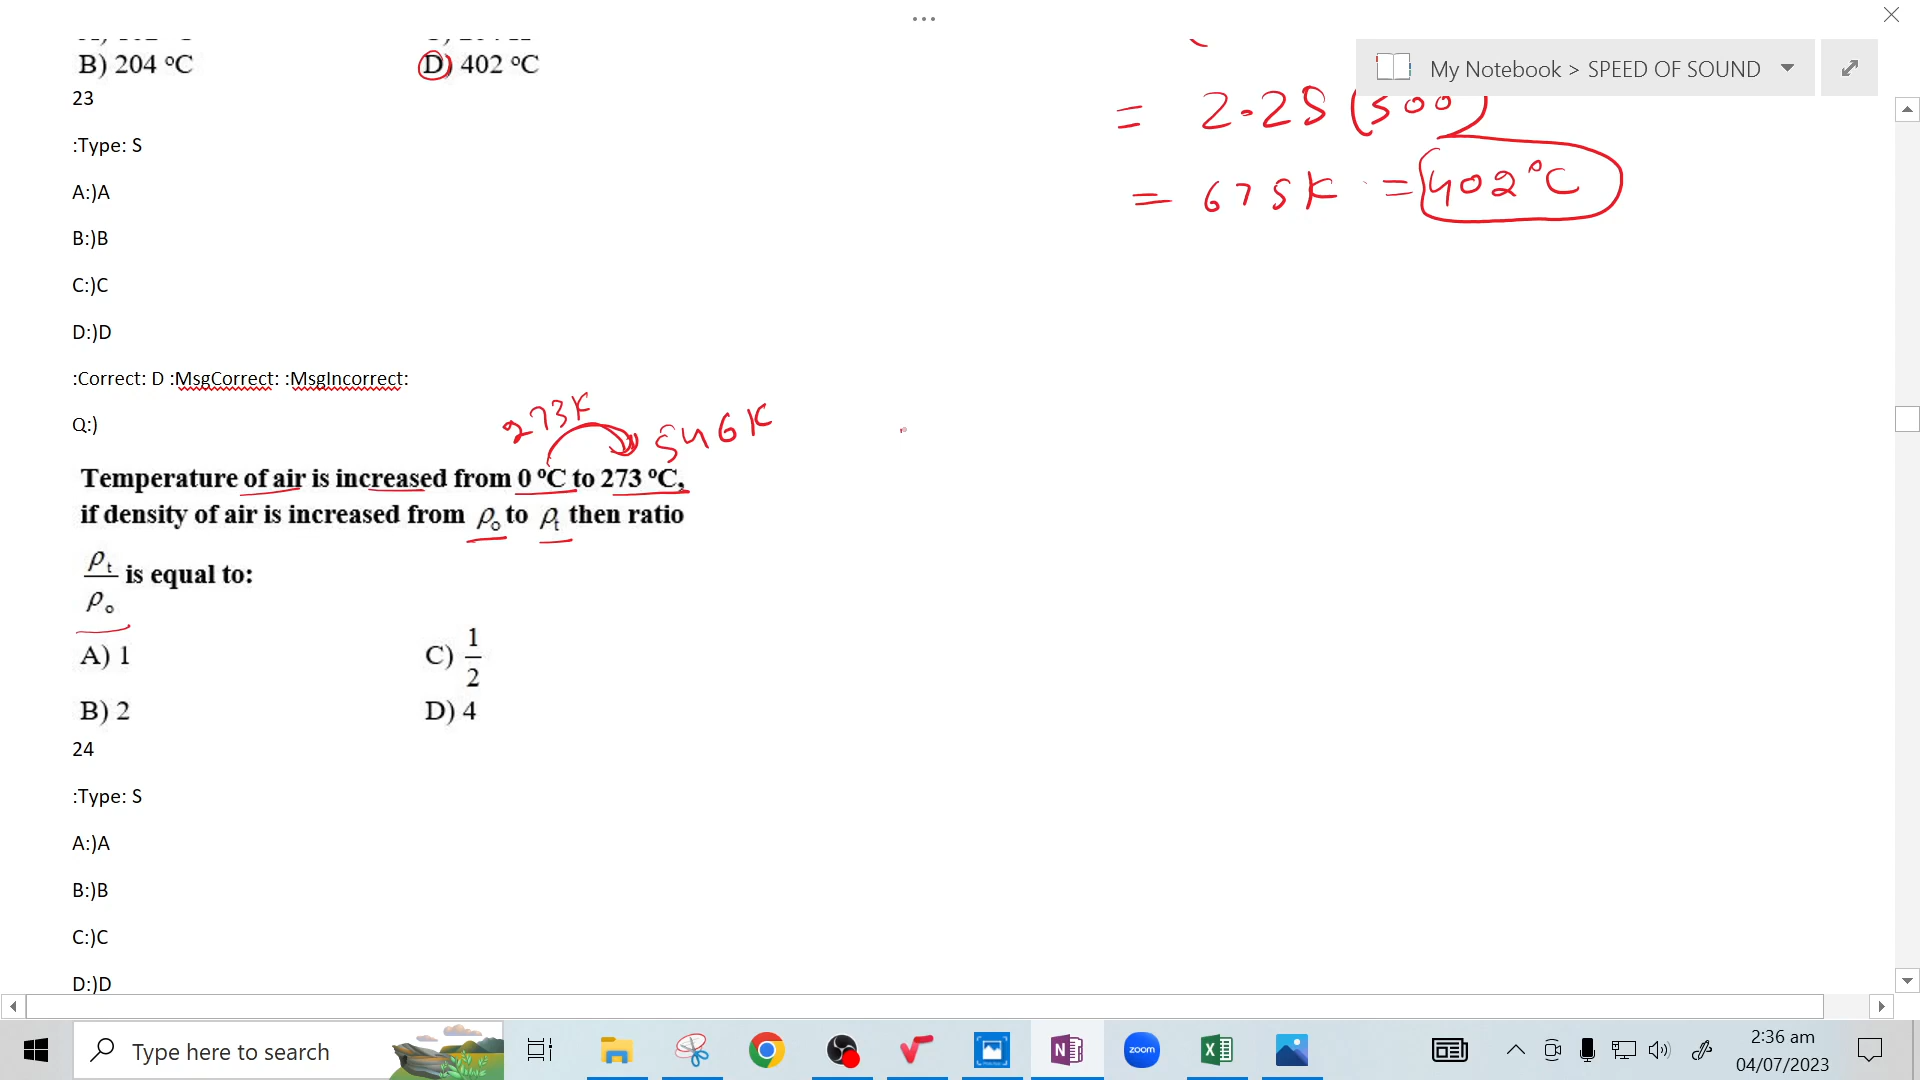 B) 204 °C D) 402 °C
My Notebook > SPEED OF SOUND
= 2.25 (300)
23
:Type: S
A:)A
= 675K = 402°C
B:)B
C:)C
D:)D
:Correct: D :MsgCorrect: :MsgIncorrect:
273K 546K
Q:)
Temperature of air is increased from 0 °C to 273 °C,
if density of air is increased from ρo to ρt then ratio
ρt
ρo
is equal to:
A) 1 C) 1/2
B) 2 D) 4
24
:Type: S
A:)A
B:)B
C:)C
D:)D
Type here to search
zoom
2:36 am
04/07/2023